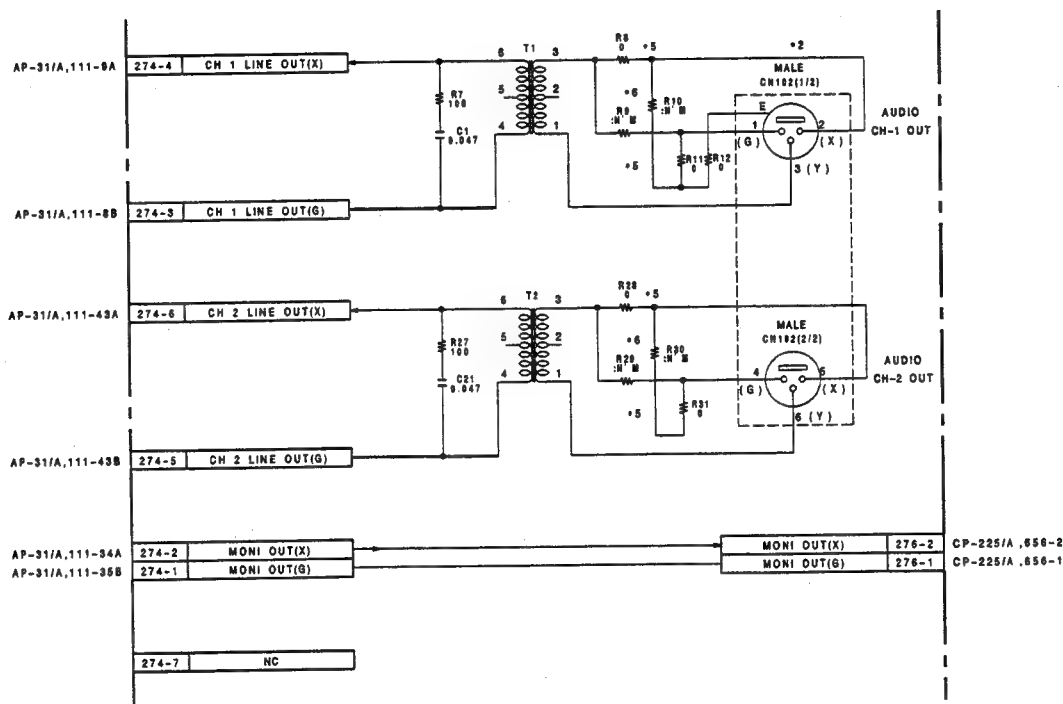 AP-31/A,111-9A 274-4 CH 1 LINE OUT(X)
R7
100
C1
0.047
T1
6 3
5 2
4 1
R8
0
*5
*2
*6
R9
:N'M
R10
:N'M
*5
R11
0
R12
0
MALE
CN102(1/2)
E
1 2
(G) (X)
3 (Y)
AUDIO
CH-1 OUT
AP-31/A,111-8B 274-3 CH 1 LINE OUT(G)
AP-31/A,111-43A 274-6 CH 2 LINE OUT(X)
R27
100
C21
0.047
T2
6 3
5 2
4 1
R28
0
*5
*6
R29
:N'M
R30
:N'M
*5
R31
0
MALE
CN102(2/2)
4 5
(G) (X)
6 (Y)
AUDIO
CH-2 OUT
AP-31/A,111-43B 274-5 CH 2 LINE OUT(G)
AP-31/A,111-34A 274-2 MONI OUT(X) MONI OUT(X) 276-2 CP-225/A ,656-2
AP-31/A,111-35B 274-1 MONI OUT(G) MONI OUT(G) 276-1 CP-225/A ,656-1
274-7 NC